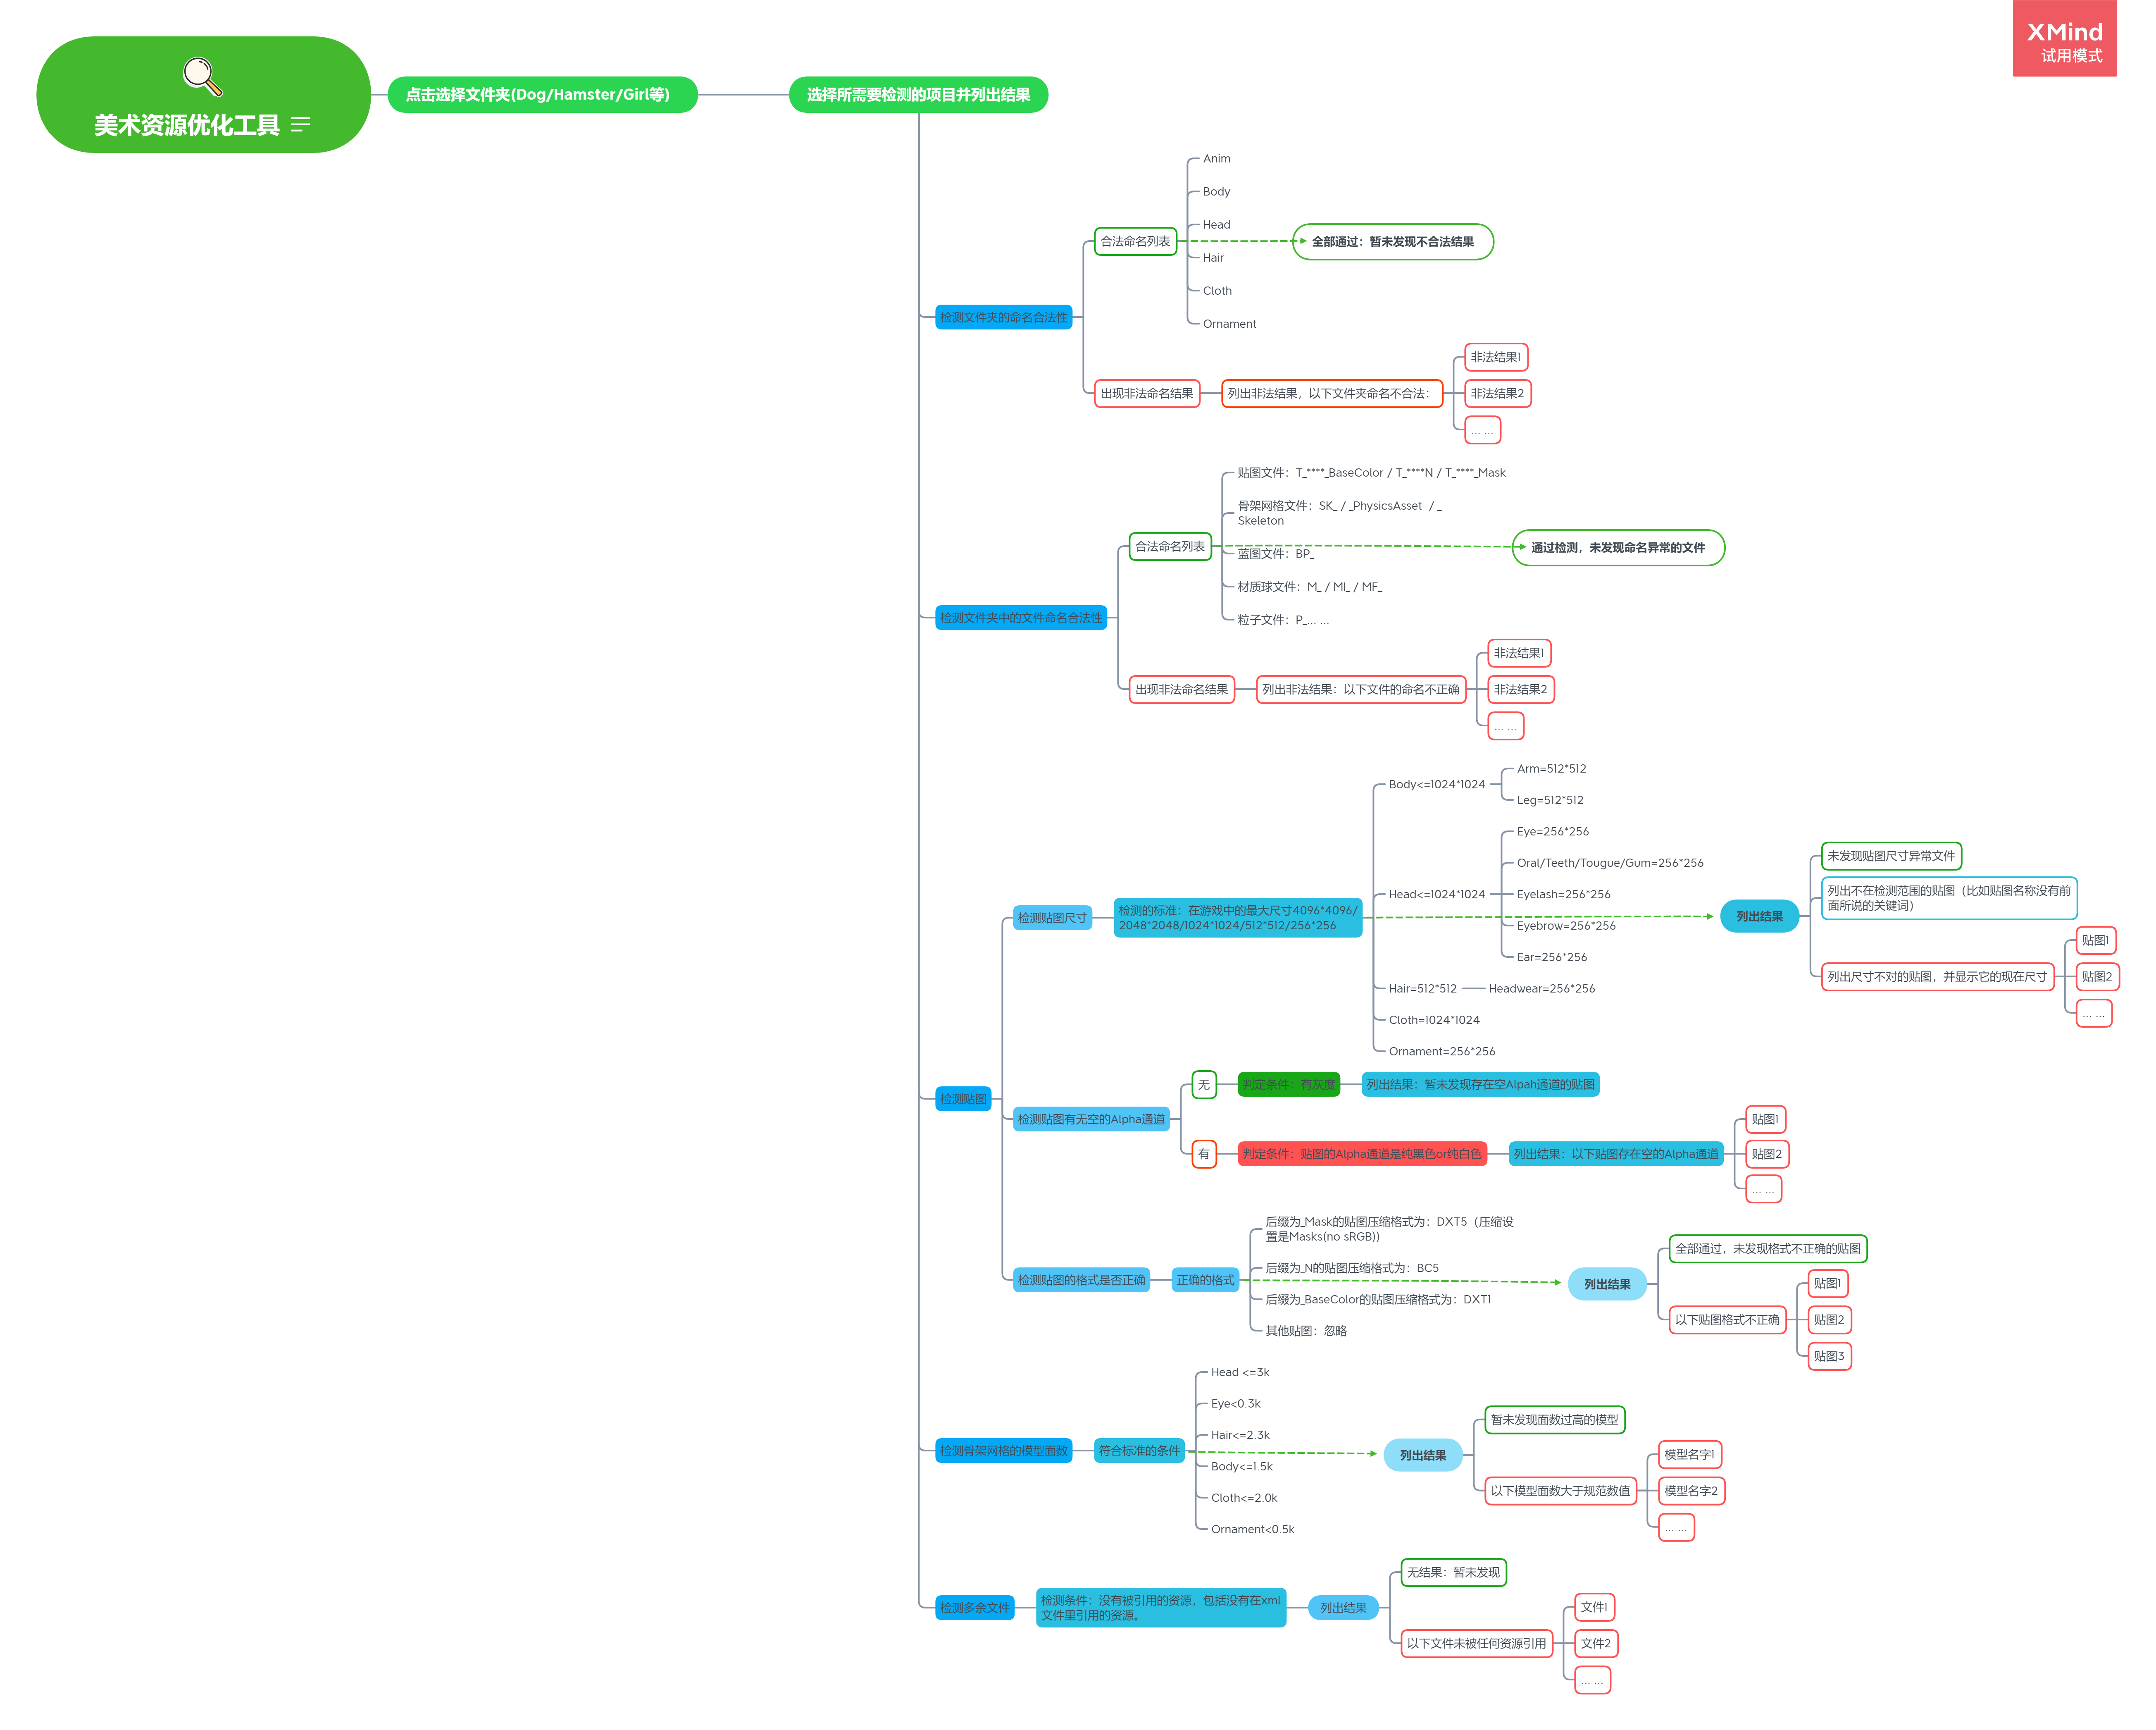 XMind
试用模式
美术资源优化工具
点击选择文件夹(Dog/Hamster/Girl等)
选择所需要检测的项目并列出结果
检测文件夹的命名合法性
合法命名列表
Anim
Body
Head
Hair
Cloth
Ornament
全部通过：暂未发现不合法结果
出现非法命名结果
列出非法结果，以下文件夹命名不合法：
非法结果1
非法结果2
... ...
检测文件夹中的文件命名合法性
合法命名列表
贴图文件：T_****_BaseColor / T_****N / T_****_Mask
骨架网格文件：SK_ / _PhysicsAsset / _
Skeleton
蓝图文件：BP_
材质球文件：M_ / MI_ / MF_
粒子文件：P_... ...
通过检测，未发现命名异常的文件
出现非法命名结果
列出非法结果：以下文件的命名不正确
非法结果1
非法结果2
... ...
检测贴图
检测贴图尺寸
检测的标准：在游戏中的最大尺寸4096*4096/
2048*2048/1024*1024/512*512/256*256
Body<=1024*1024
Arm=512*512
Leg=512*512
Head<=1024*1024
Eye=256*256
Oral/Teeth/Tougue/Gum=256*256
Eyelash=256*256
Eyebrow=256*256
Ear=256*256
Hair=512*512
Headwear=256*256
Cloth=1024*1024
Ornament=256*256
列出结果
未发现贴图尺寸异常文件
列出不在检测范围的贴图（比如贴图名称没有前
面所说的关键词）
列出尺寸不对的贴图，并显示它的现在尺寸
贴图1
贴图2
... ...
检测贴图有无空的Alpha通道
无
判定条件：有灰度
列出结果：暂未发现存在空Alpah通道的贴图
有
判定条件：贴图的Alpha通道是纯黑色or纯白色
列出结果：以下贴图存在空的Alpha通道
贴图1
贴图2
... ...
检测贴图的格式是否正确
正确的格式
后缀为_Mask的贴图压缩格式为：DXT5（压缩设
置是Masks(no sRGB))
后缀为_N的贴图压缩格式为：BC5
后缀为_BaseColor的贴图压缩格式为：DXT1
其他贴图：忽略
列出结果
全部通过，未发现格式不正确的贴图
以下贴图格式不正确
贴图1
贴图2
贴图3
检测骨架网格的模型面数
符合标准的条件
Head <=3k
Eye<0.3k
Hair<=2.3k
Body<=1.5k
Cloth<=2.0k
Ornament<0.5k
列出结果
暂未发现面数过高的模型
以下模型面数大于规范数值
模型名字1
模型名字2
... ...
检测多余文件
检测条件：没有被引用的资源，包括没有在xml
文件里引用的资源。
列出结果
无结果：暂未发现
以下文件未被任何资源引用
文件1
文件2
... ...